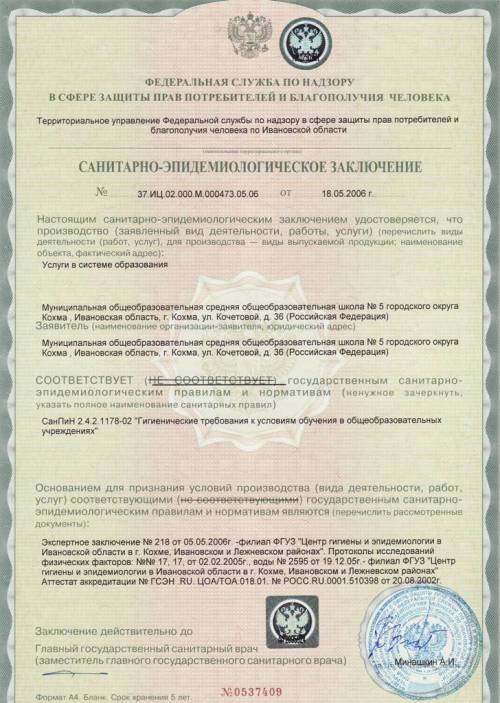 ФЕДЕРАЛЬНАЯ СЛУЖБА ПО НАДЗОРУ
В СФЕРЕ ЗАЩИТЫ ПРАВ ПОТРЕБИТЕЛЕЙ И БЛАГОПОЛУЧИЯ ЧЕЛОВЕКА
Территориальное управление Федеральной службы по надзору в сфере защиты прав потребителей и
благополучия человека по Ивановской области
(наименование территориального органа)
САНИТАРНО-ЭПИДЕМИОЛОГИЧЕСКОЕ ЗАКЛЮЧЕНИЕ
№ 37.ИЦ.02.000.М.000473.05.06 от 18.05.2006 г.
Настоящим санитарно-эпидемиологическим заключением удостоверяется, что
производство (заявленный вид деятельности, работы, услуги) (перечислить виды
деятельности (работ, услуг), для производства — виды выпускаемой продукции; наименование
объекта, фактический адрес):
Услуги в системе образования
Муниципальная общеобразовательная средняя общеобразовательная школа № 5 городского округа
Кохма , Ивановская область, г. Кохма, ул. Кочетовой, д. 36 (Российская Федерация)
Заявитель (наименование организации-заявителя, юридический адрес)
Муниципальная общеобразовательная средняя общеобразовательная школа № 5 городского округа
Кохма , Ивановская область, г. Кохма, ул. Кочетовой, д. 36 (Российская Федерация)
СООТВЕТСТВУЕТ (НЕ СООТВЕТСТВУЕТ) государственным санитарно-
эпидемиологическим правилам и нормативам (ненужное зачеркнуть,
указать полное наименование санитарных правил)
СанПиН 2.4.2.1178-02 "Гигиенические требования к условиям обучения в общеобразовательных
учреждениях"
Основанием для признания условий производства (вида деятельности, работ,
услуг) соответствующими (не соответствующими) государственным санитарно-
эпидемиологическим правилам и нормативам являются (перечислить рассмотренные
документы):
Экспертное заключение № 218 от 05.05.2006г. -филиал ФГУЗ "Центр гигиены и эпидемиологии в
Ивановской области в г. Кохме, Ивановском и Лежневском районах". Протоколы исследований
физических факторов: №№ 17, 17, от 02.02.2005г., воды № 2595 от 19.12.05г.- филиал ФГУЗ "Центр
гигиены и эпидемиологии в Ивановской области в г. Кохме, Ивановском и Лежневском районах"
Аттестат аккредитации № ГСЭН .RU. ЦОА/ТОА.018.01. № РОСС.RU.0001.510398 от 20.08.2002г.
Заключение действительно до
Главный государственный санитарный врач
(заместитель главного государственного санитарного врача)
Минашкин А.И.
Формат А4. Бланк. Срок хранения 5 лет.
№0537409